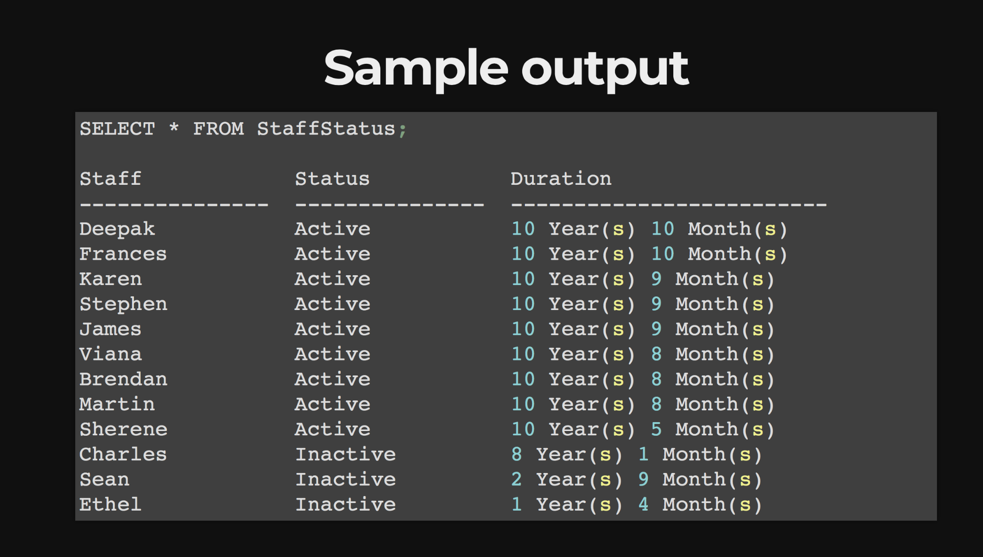 Sample output
SELECT * FROM StaffStatus;
Staff Status Duration
--------------- --------------- -------------------------
Deepak Active 10 Year(s) 10 Month(s)
Frances Active 10 Year(s) 10 Month(s)
Karen Active 10 Year(s) 9 Month(s)
Stephen Active 10 Year(s) 9 Month(s)
James Active 10 Year(s) 9 Month(s)
Viana Active 10 Year(s) 8 Month(s)
Brendan Active 10 Year(s) 8 Month(s)
Martin Active 10 Year(s) 8 Month(s)
Sherene Active 10 Year(s) 5 Month(s)
Charles Inactive 8 Year(s) 1 Month(s)
Sean Inactive 2 Year(s) 9 Month(s)
Ethel Inactive 1 Year(s) 4 Month(s)